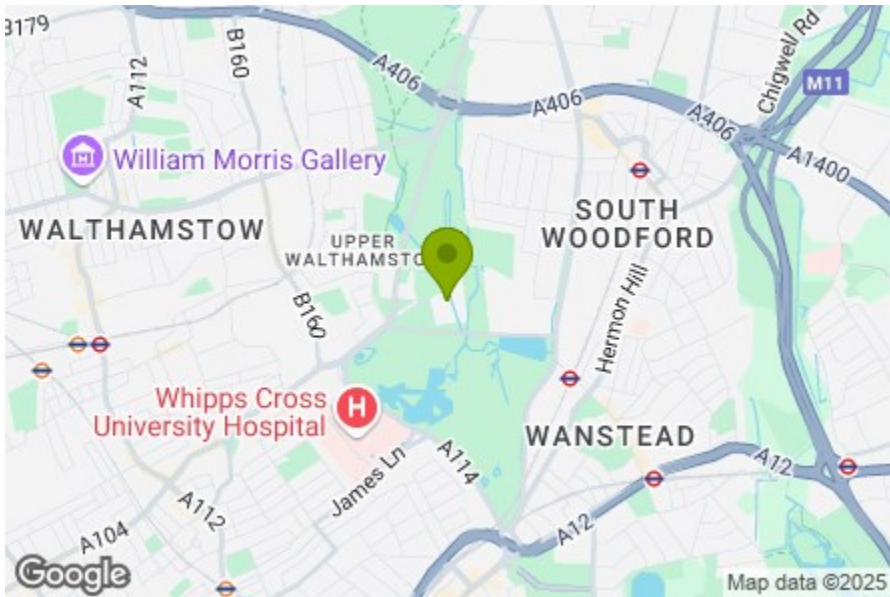 B179
A112
B160
A406
A406
A406
Chigwell Rd
M11
A1400
William Morris Gallery
WALTHAMSTOW
UPPER
SOUTH
WOODFORD
B160
Hermon Hill
Whipps Cross
University Hospital
H
WANSTEAD
James Ln
A114
A12
A112
A104
A12
Google
Map data ©2025